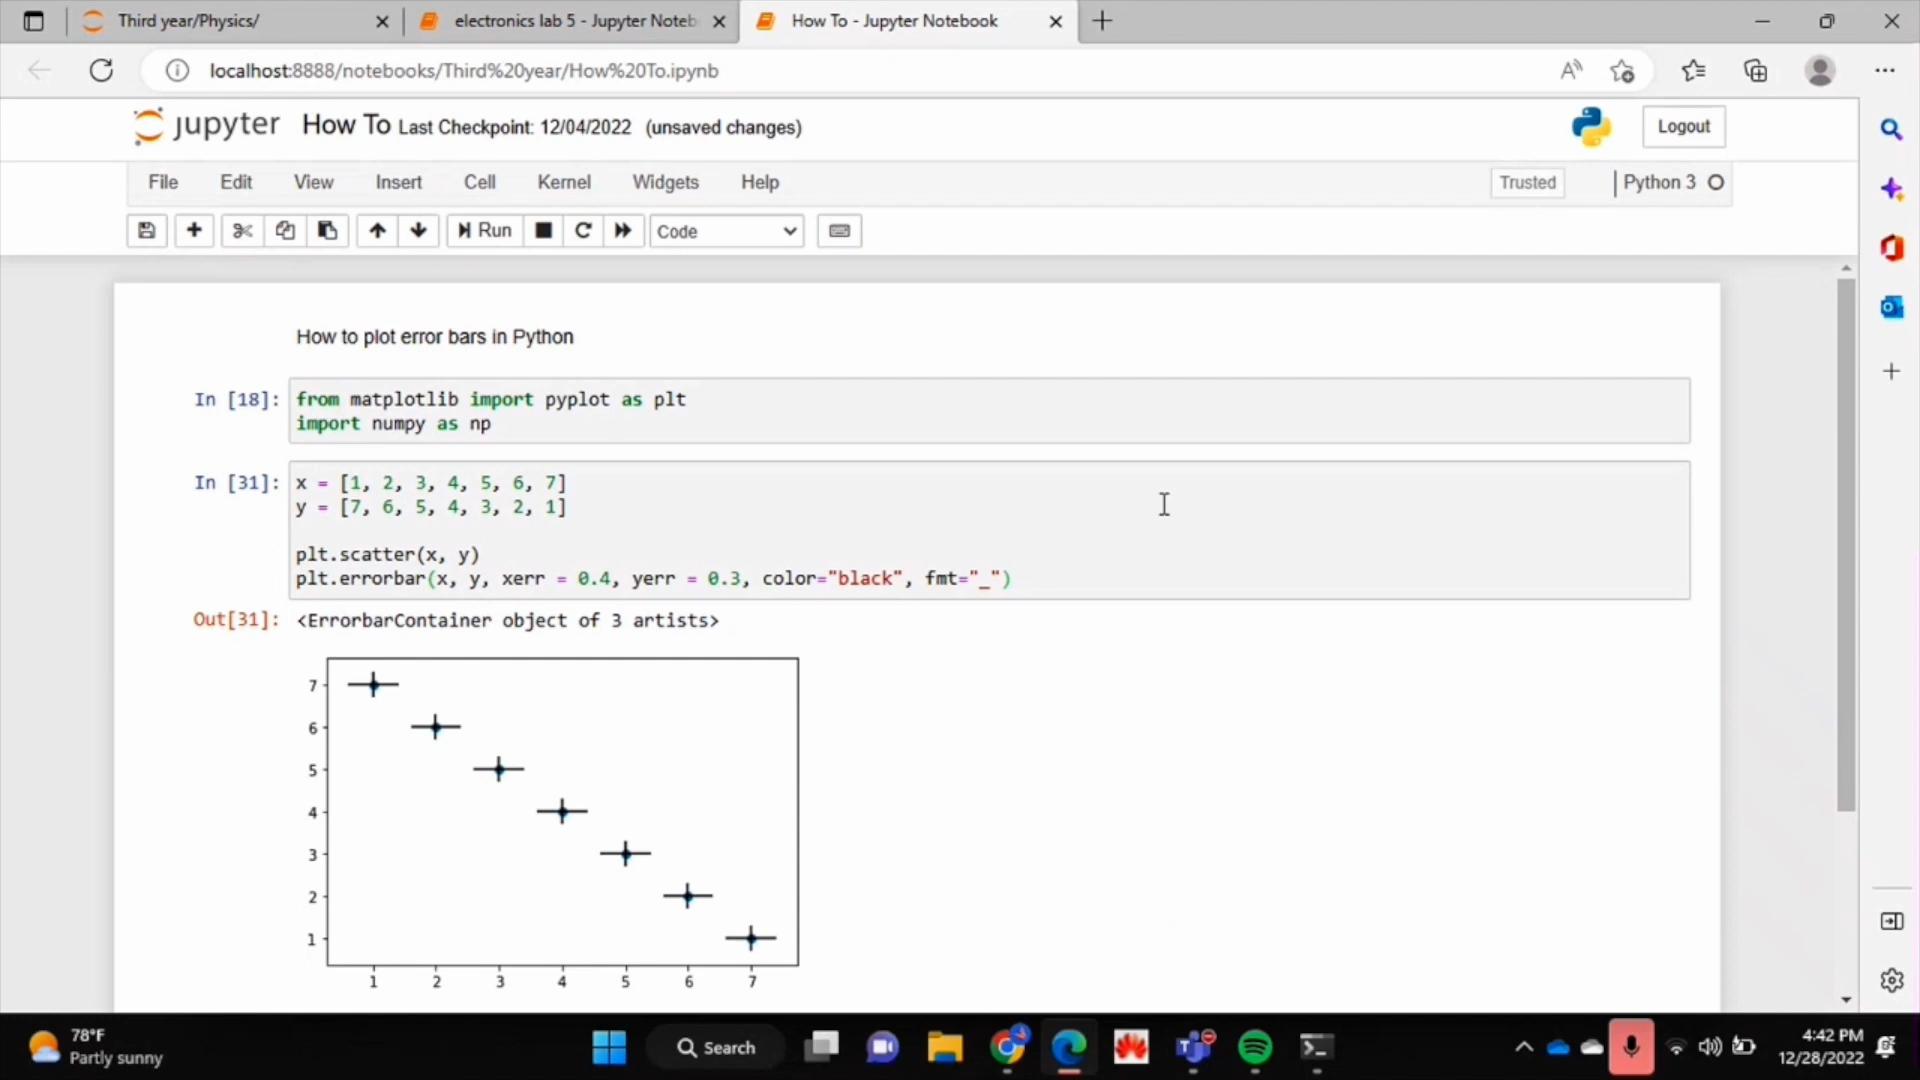 Third year/Physics/
electronics lab 5 - Jupyter Noteb
How To - Jupyter Notebook
localhost:8888/notebooks/Third%20year/How%20To.ipynb
jupyter How To Last Checkpoint: 12/04/2022 (unsaved changes)
Logout
File Edit View Insert Cell Kernel Widgets Help
Trusted
Python 3
Run
Code
How to plot error bars in Python
In [18]: from matplotlib import pyplot as plt
import numpy as np
In [31]: x = [1, 2, 3, 4, 5, 6, 7]
y = [7, 6, 5, 4, 3, 2, 1]
plt.scatter(x, y)
plt.errorbar(x, y, xerr = 0.4, yerr = 0.3, color="black", fmt="_")
Out[31]: <ErrorbarContainer object of 3 artists>
7
6
5
4
3
2
1
1 2 3 4 5 6 7
78°F
Partly sunny
Search
4:42 PM
12/28/2022